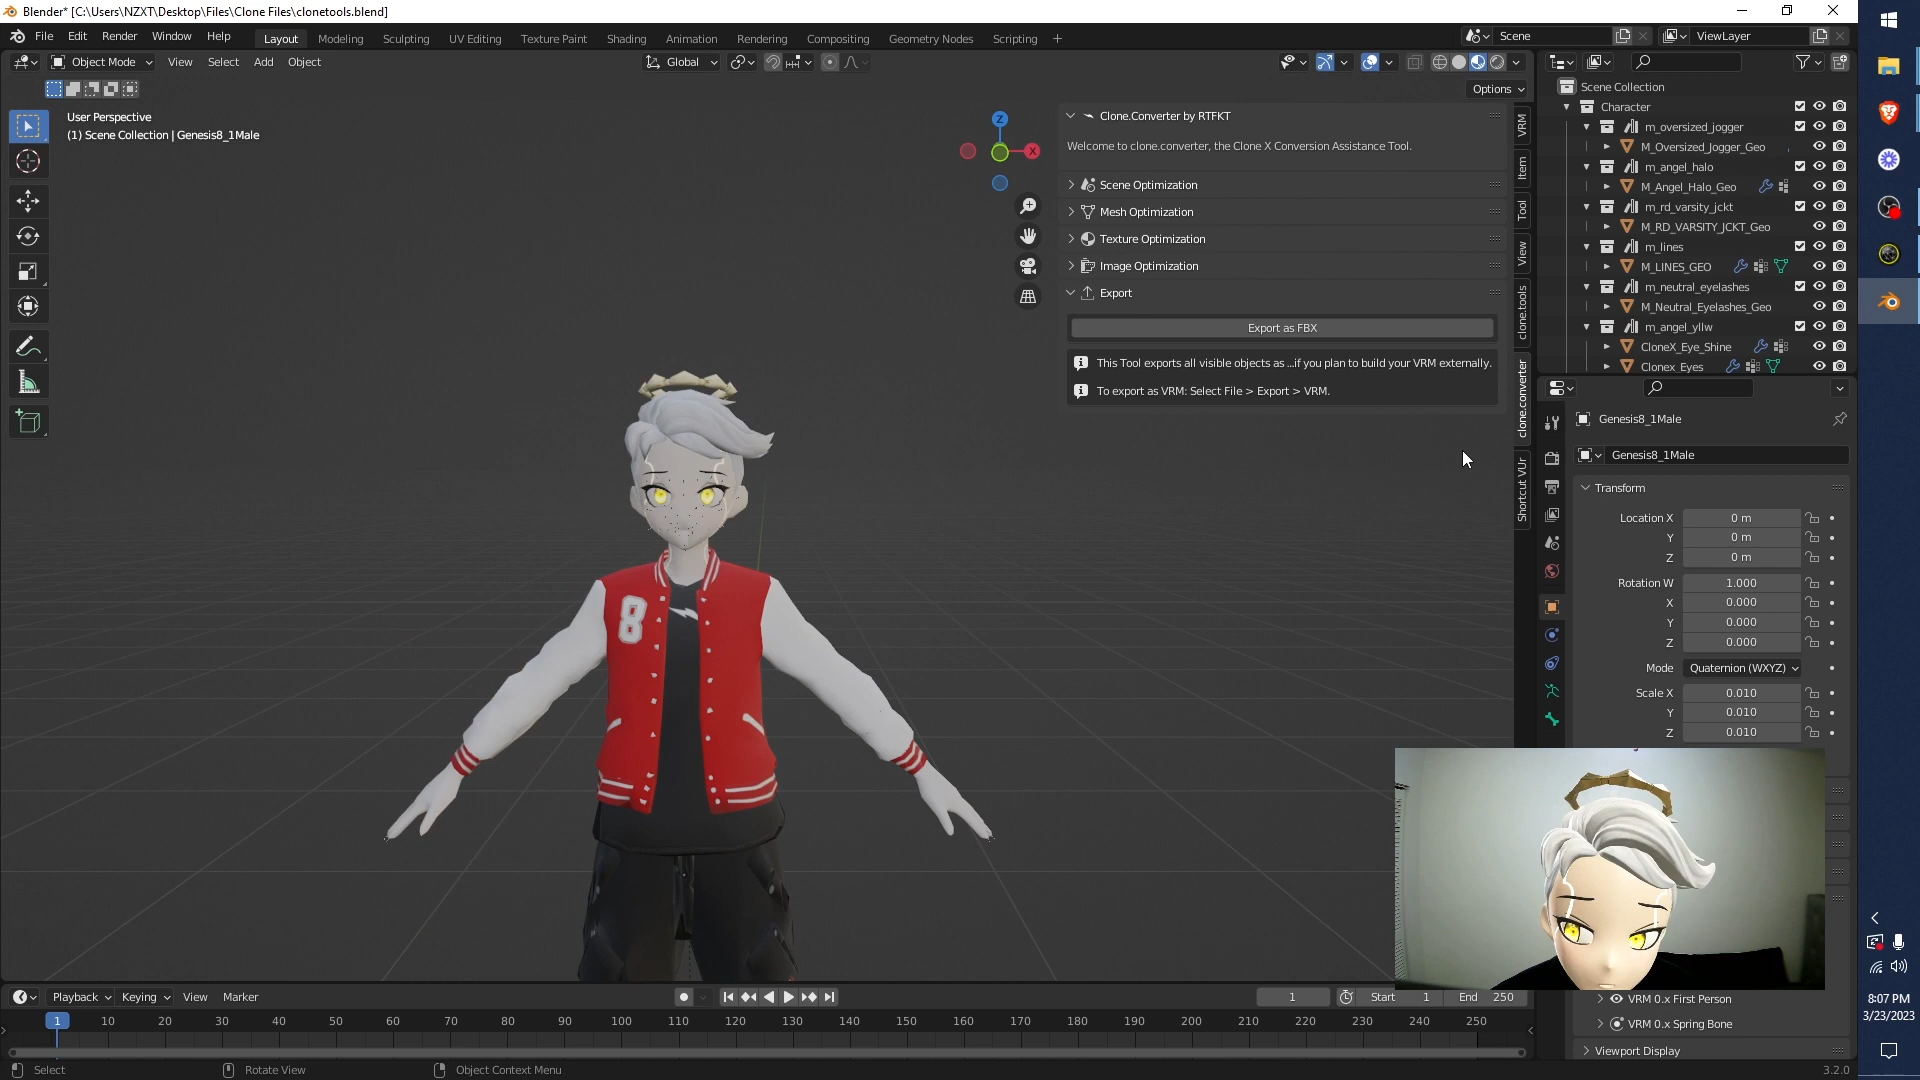 Blender* [C:\Users\NZXT\Desktop\Files\Clone Files\clonetools.blend]
File Edit Render Window Help Layout Modeling Sculpting UV Editing Texture Paint Shading Animation Rendering Compositing Geometry Nodes Scripting + Scene ViewLayer
Object Mode View Select Add Object Global
Options
User Perspective
(1) Scene Collection | Genesis8_1Male
Z
X
Clone.Converter by RTFKT
Welcome to clone.converter, the Clone X Conversion Assistance Tool.
Scene Optimization
Mesh Optimization
Texture Optimization
Image Optimization
Export
Export as FBX
This Tool exports all visible objects as ...if you plan to build your VRM externally.
To export as VRM: Select File > Export > VRM.
VRM
Item
Tool
View
clone.tools
clone.converter
Shortcut VUr
Scene Collection
Character
m_oversized_jogger
M_Oversized_Jogger_Geo
m_angel_halo
M_Angel_Halo_Geo
m_rd_varsity_jckt
M_RD_VARSITY_JCKT_Geo
m_lines
M_LINES_GEO
m_neutral_eyelashes
M_Neutral_Eyelashes_Geo
m_angel_yllw
CloneX_Eye_Shine
Clonex_Eyes
Genesis8_1Male
Genesis8_1Male
Transform
Location X 0 m
Y 0 m
Z 0 m
Rotation W 1.000
X 0.000
Y 0.000
Z 0.000
Mode Quaternion (WXYZ)
Scale X 0.010
Y 0.010
Z 0.010
VRM 0.x First Person
VRM 0.x Spring Bone
Viewport Display
8
Playback Keying View Marker 1 Start 1 End 250
1 10 20 30 40 50 60 70 80 90 100 110 120 130 140 150 160 170 180 190 200 210 220 230 240 250
Select Rotate View Object Context Menu 3.2.0
8:07 PM
3/23/2023